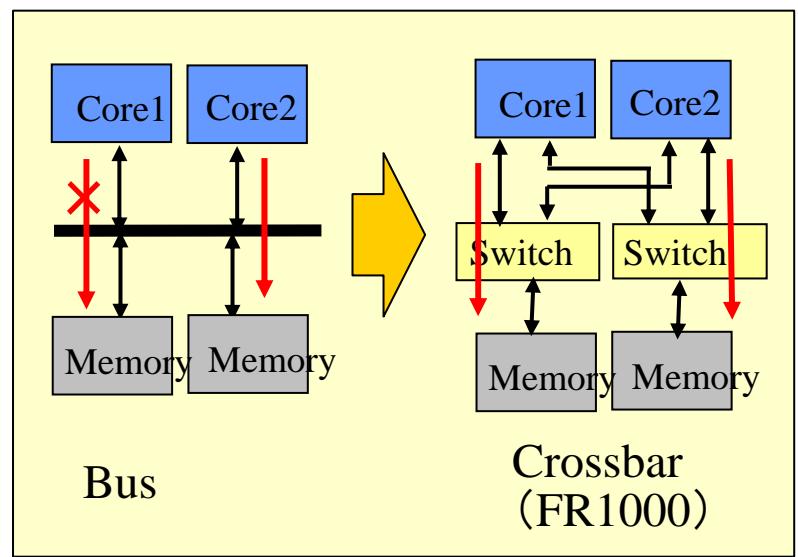 Core1
Core2
Memory
Memory
Bus
Core1
Core2
Switch
Switch
Memory
Memory
Crossbar
（FR1000）